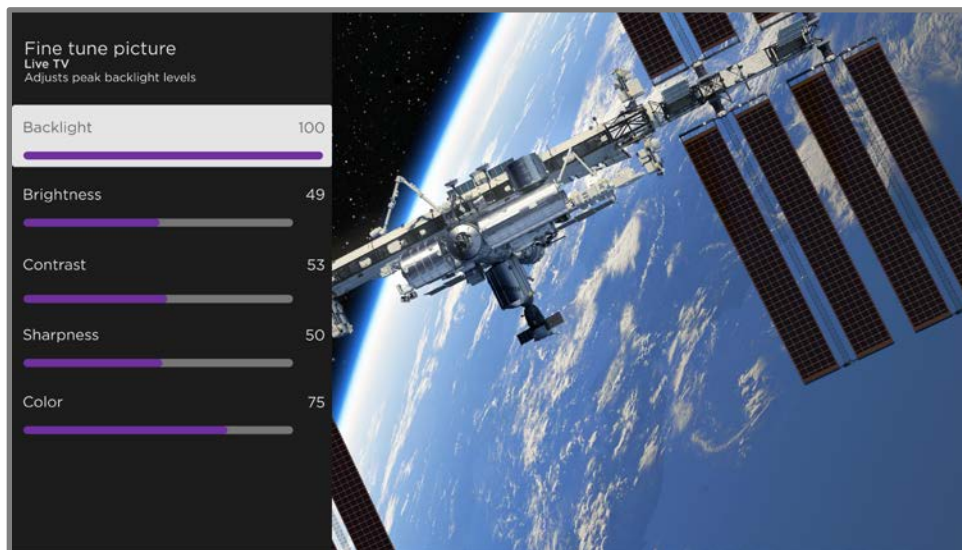 Fine tune picture
Live TV
Adjusts peak backlight levels
Backlight 100
Brightness 49
Contrast 53
Sharpness 50
Color 75